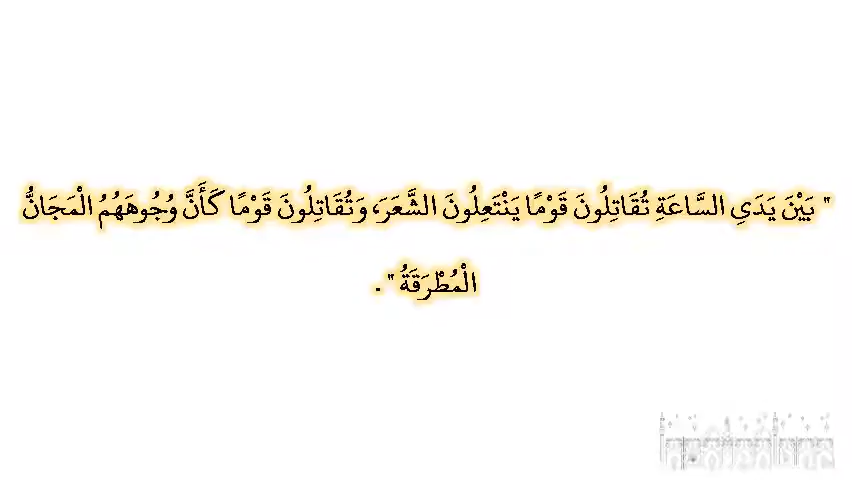 " بَيْنَ يَدَيِ السَّاعَةِ تُقَاتِلُونَ قَوْمًا يَنْتَعِلُونَ الشَّعَرَ، وَتُقَاتِلُونَ قَوْمًا كَأَنَّ وُجُوهَهُمُ الْمَجَانُّ
الْمُطْرَقَةُ " .